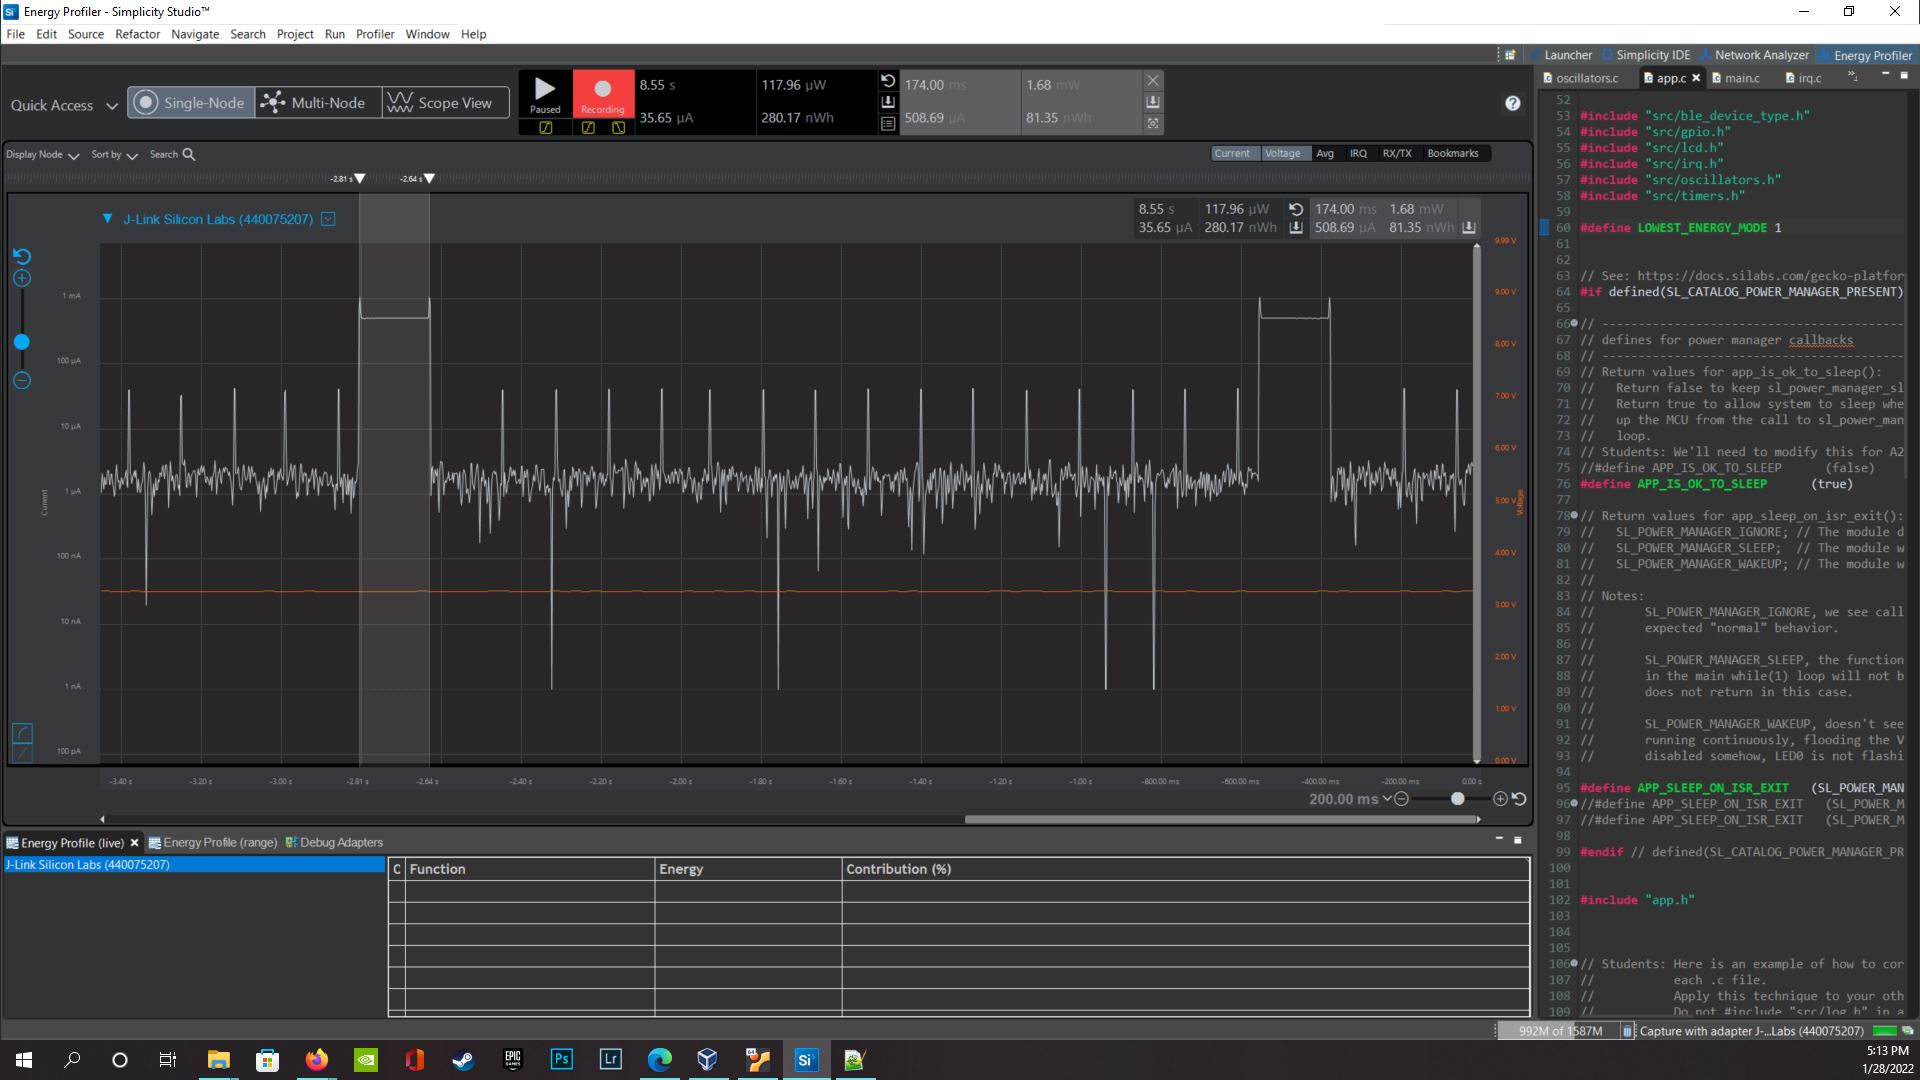 Energy Profiler - Simplicity Studio™
File Edit Source Refactor Navigate Search Project Run Profiler Window Help
Launcher Simplicity IDE Network Analyzer Energy Profiler
Quick Access Single-Node Multi-Node Scope View
Paused Recording
8.55 s 117.96 µW 174.00 ms 1.68 mW
35.65 µA 280.17 nWh 508.69 µA 81.35 nWh
Display Node Sort by Search
Current Voltage Avg IRQ RX/TX Bookmarks
-2.81 s -2.64 s
J-Link Silicon Labs (440075207)
8.55 s 117.96 µW 174.00 ms 1.68 mW
35.65 µA 280.17 nWh 508.69 µA 81.35 nWh
1 mA
100 µA
10 µA
1 µA
100 nA
10 nA
1 nA
100 pA
Current
9.99 V
9.00 V
8.00 V
7.00 V
6.00 V
5.00 V
4.00 V
3.00 V
2.00 V
1.00 V
0.00 V
Voltage
-3.40 s -3.20 s -3.00 s -2.81 s -2.64 s -2.40 s -2.20 s -2.00 s -1.80 s -1.60 s -1.40 s -1.20 s -1.00 s -800.00 ms -600.00 ms -400.00 ms -200.00 ms 0.00 s
200.00 ms
Energy Profile (live) Energy Profile (range) Debug Adapters
J-Link Silicon Labs (440075207)
C Function Energy Contribution (%)
oscillators.c app.c main.c irq.c
52
53 #include "src/ble_device_type.h"
54 #include "src/gpio.h"
55 #include "src/lcd.h"
56 #include "src/irq.h"
57 #include "src/oscillators.h"
58 #include "src/timers.h"
59
60 #define LOWEST_ENERGY_MODE 1
61
62
63 // See: https://docs.silabs.com/gecko-platfor
64 #if defined(SL_CATALOG_POWER_MANAGER_PRESENT)
65
66 // ------------------------------------------
67 // defines for power manager callbacks
68 // ------------------------------------------
69 // Return values for app_is_ok_to_sleep():
70 // Return false to keep sl_power_manager_sl
71 // Return true to allow system to sleep whe
72 // up the MCU from the call to sl_power_man
73 // loop.
74 // Students: We'll need to modify this for A2
75 //#define APP_IS_OK_TO_SLEEP (false)
76 #define APP_IS_OK_TO_SLEEP (true)
77
78 // Return values for app_sleep_on_isr_exit():
79 // SL_POWER_MANAGER_IGNORE; // The module d
80 // SL_POWER_MANAGER_SLEEP; // The module w
81 // SL_POWER_MANAGER_WAKEUP; // The module w
82 //
83 // Notes:
84 // SL_POWER_MANAGER_IGNORE, we see call
85 // expected "normal" behavior.
86 //
87 // SL_POWER_MANAGER_SLEEP, the function
88 // in the main while(1) loop will not b
89 // does not return in this case.
90 //
91 // SL_POWER_MANAGER_WAKEUP, doesn't see
92 // running continuously, flooding the V
93 // disabled somehow, LED0 is not flashi
94
95 #define APP_SLEEP_ON_ISR_EXIT (SL_POWER_MAN
96 //#define APP_SLEEP_ON_ISR_EXIT (SL_POWER_M
97 //#define APP_SLEEP_ON_ISR_EXIT (SL_POWER_M
98
99 #endif // defined(SL_CATALOG_POWER_MANAGER_PR
100
101
102 #include "app.h"
103
104
105
106 // Students: Here is an example of how to cor
107 // each .c file.
108 // Apply this technique to your oth
109 // Do not #include "src/log.h" in a
992M of 1587M Capture with adapter J-...Labs (440075207)
EPIC GAMES Ps Lr 64 Si
5:13 PM
1/28/2022